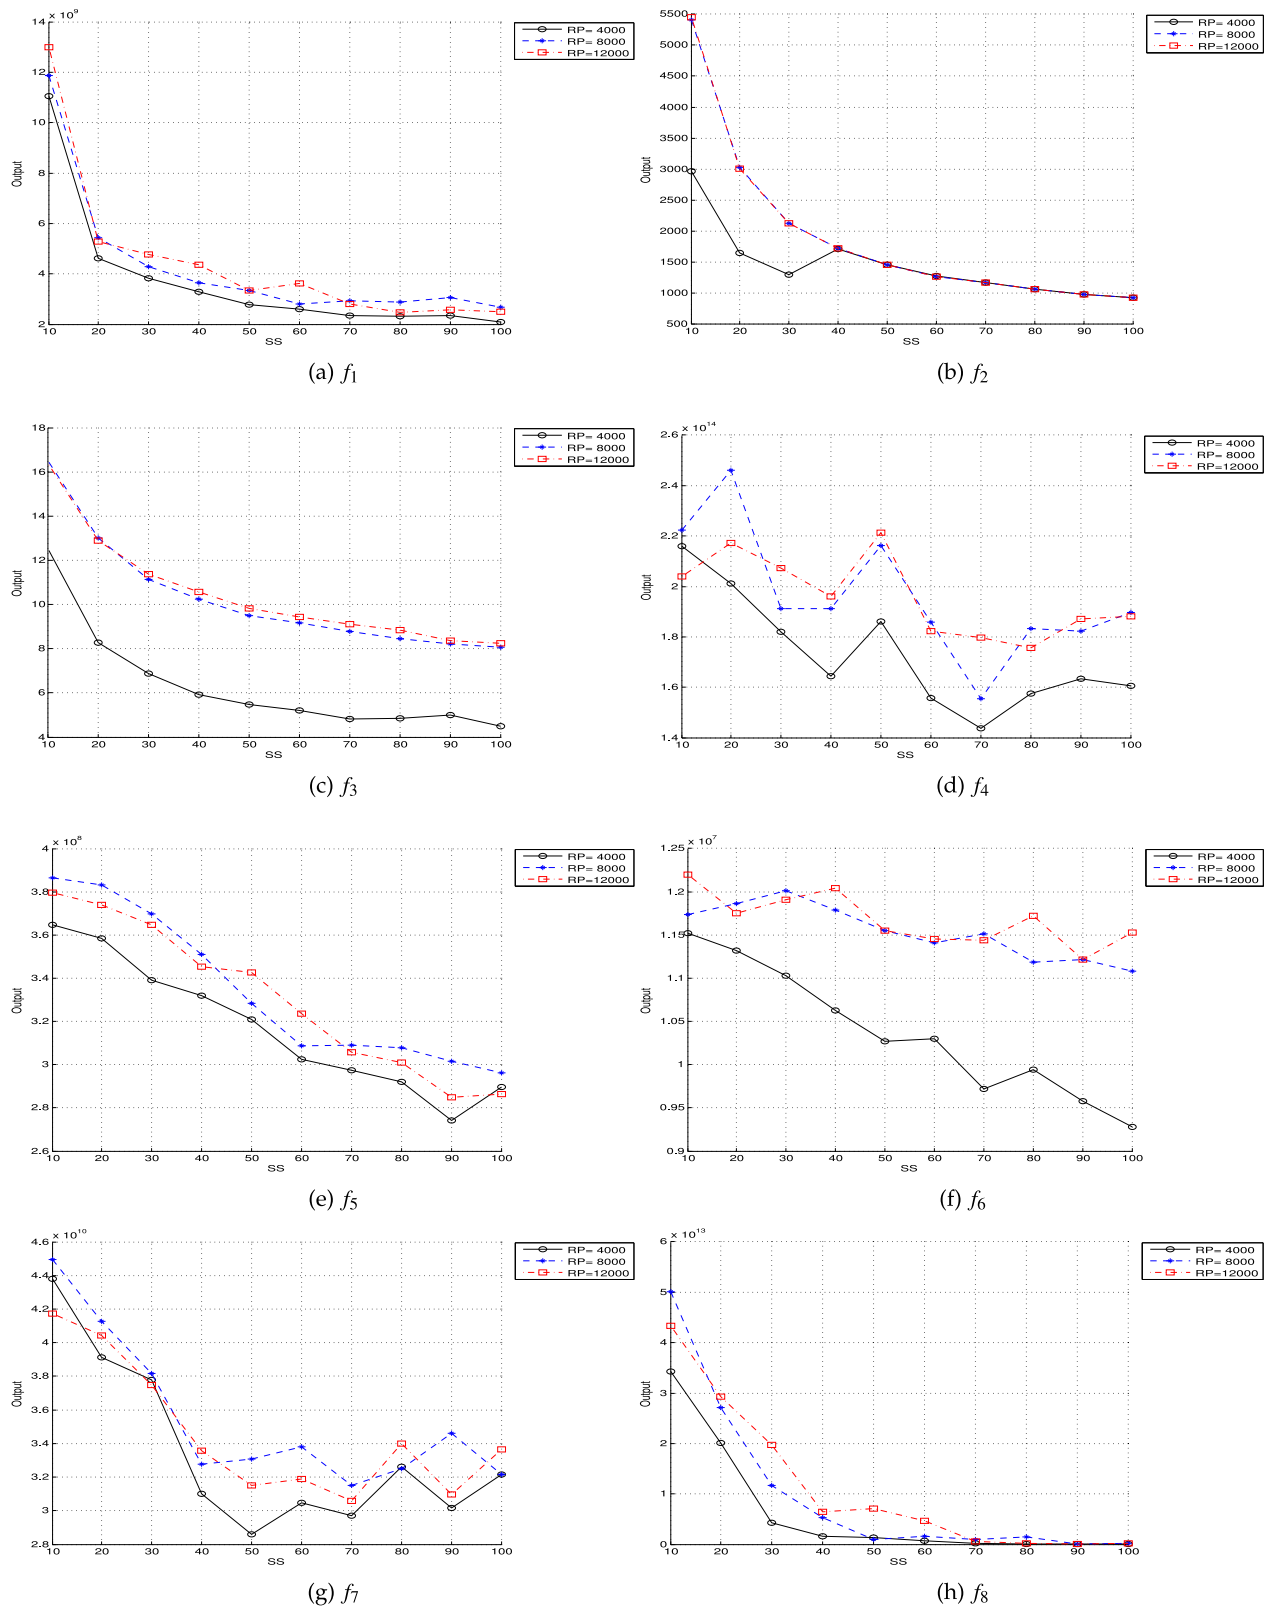 × 10⁹
14
12
10
8
6
4
2
10 20 30 40 50 60 70 80 90 100
SS
Output
RP= 4000
RP= 8000
RP=12000
(a) f₁
5500
5000
4500
4000
3500
3000
2500
2000
1500
1000
500
10 20 30 40 50 60 70 80 90 100
SS
Output
RP= 4000
RP= 8000
RP=12000
(b) f₂
18
16
14
12
10
8
6
4
10 20 30 40 50 60 70 80 90 100
SS
Output
RP= 4000
RP= 8000
RP=12000
(c) f₃
× 10¹⁴
2.6
2.4
2.2
2
1.8
1.6
1.4
10 20 30 40 50 60 70 80 90 100
SS
Output
RP= 4000
RP= 8000
RP=12000
(d) f₄
× 10⁸
4
3.8
3.6
3.4
3.2
3
2.8
2.6
10 20 30 40 50 60 70 80 90 100
SS
Output
RP= 4000
RP= 8000
RP=12000
(e) f₅
× 10⁷
1.25
1.2
1.15
1.1
1.05
1
0.95
0.9
10 20 30 40 50 60 70 80 90 100
SS
Output
RP= 4000
RP= 8000
RP=12000
(f) f₆
× 10¹⁰
4.6
4.4
4.2
4
3.8
3.6
3.4
3.2
3
2.8
10 20 30 40 50 60 70 80 90 100
SS
Output
RP= 4000
RP= 8000
RP=12000
(g) f₇
× 10¹³
6
5
4
3
2
1
0
10 20 30 40 50 60 70 80 90 100
SS
Output
RP= 4000
RP= 8000
RP=12000
(h) f₈